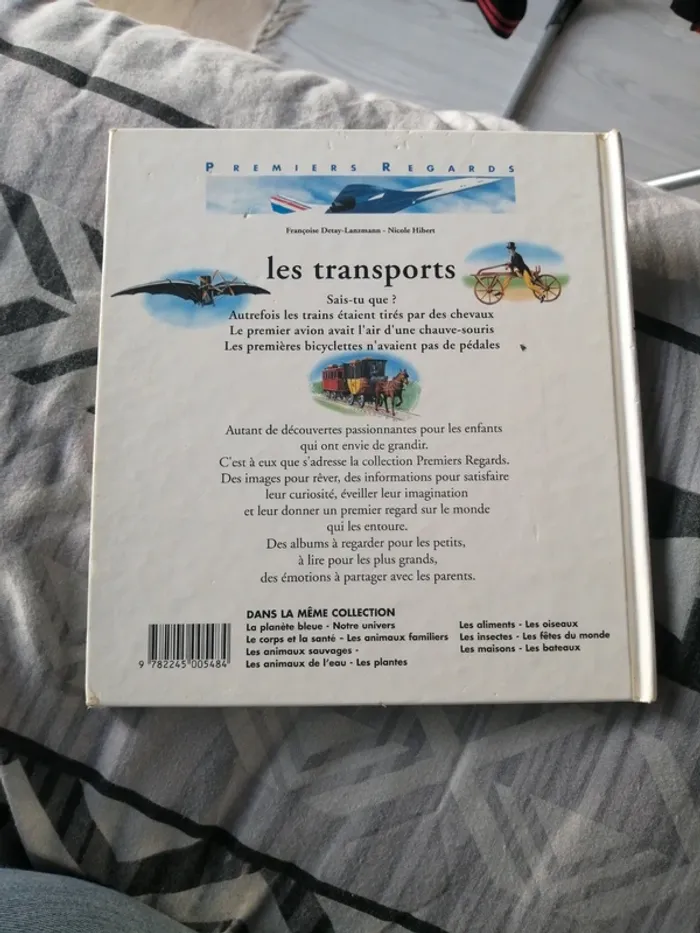 PREMIERS REGARDS
Françoise Detay-Lanzmann - Nicole Hibert
les transports
Sais-tu que ?
Autrefois les trains étaient tirés par des chevaux
Le premier avion avait l'air d'une chauve-souris
Les premières bicyclettes n'avaient pas de pédales
Autant de découvertes passionnantes pour les enfants
qui ont envie de grandir.
C'est à eux que s'adresse la collection Premiers Regards.
Des images pour rêver, des informations pour satisfaire
leur curiosité, éveiller leur imagination
et leur donner un premier regard sur le monde
qui les entoure.
Des albums à regarder pour les petits,
à lire pour les plus grands,
des émotions à partager avec les parents.
DANS LA MÊME COLLECTION
La planète bleue - Notre univers
Le corps et la santé - Les animaux familiers
Les animaux sauvages -
Les animaux de l'eau - Les plantes
Les aliments - Les oiseaux
Les insectes - Les fêtes du monde
Les maisons - Les bateaux
9 782245 005484